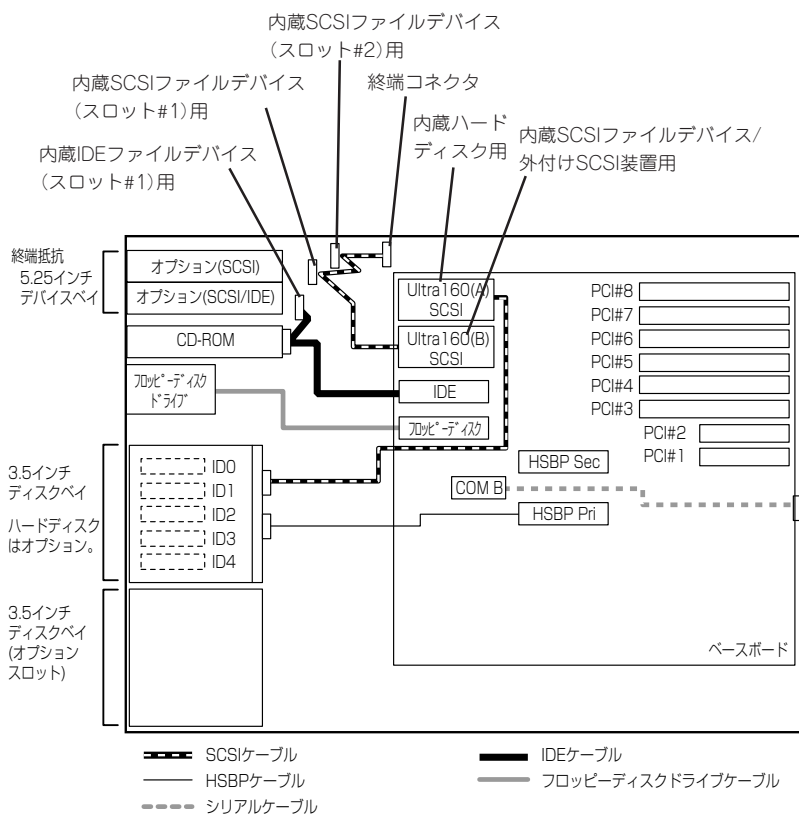 内蔵SCSIファイルデバイス
(スロット#2)用
内蔵SCSIファイルデバイス
(スロット#1)用
終端コネクタ
内蔵ハード
ディスク用
内蔵SCSIファイルデバイス/
外付けSCSI装置用
内蔵IDEファイルデバイス
(スロット#1)用
終端抵抗
5.25インチ
デバイスベイ
オプション(SCSI)
オプション(SCSI/IDE)
CD-ROM
フロッピーディスク
ドライブ
Ultra160(A)
SCSI
Ultra160(B)
SCSI
IDE
フロッピーディスク
PCI#8
PCI#7
PCI#6
PCI#5
PCI#4
PCI#3
PCI#2
PCI#1
HSBP Sec
COM B
HSBP Pri
3.5インチ
ディスクベイ
ハードディスク
はオプション。
ID0
ID1
ID2
ID3
ID4
3.5インチ
ディスクベイ
(オプション
スロット)
ベースボード
SCSIケーブル
IDEケーブル
HSBPケーブル
フロッピーディスクドライブケーブル
シリアルケーブル